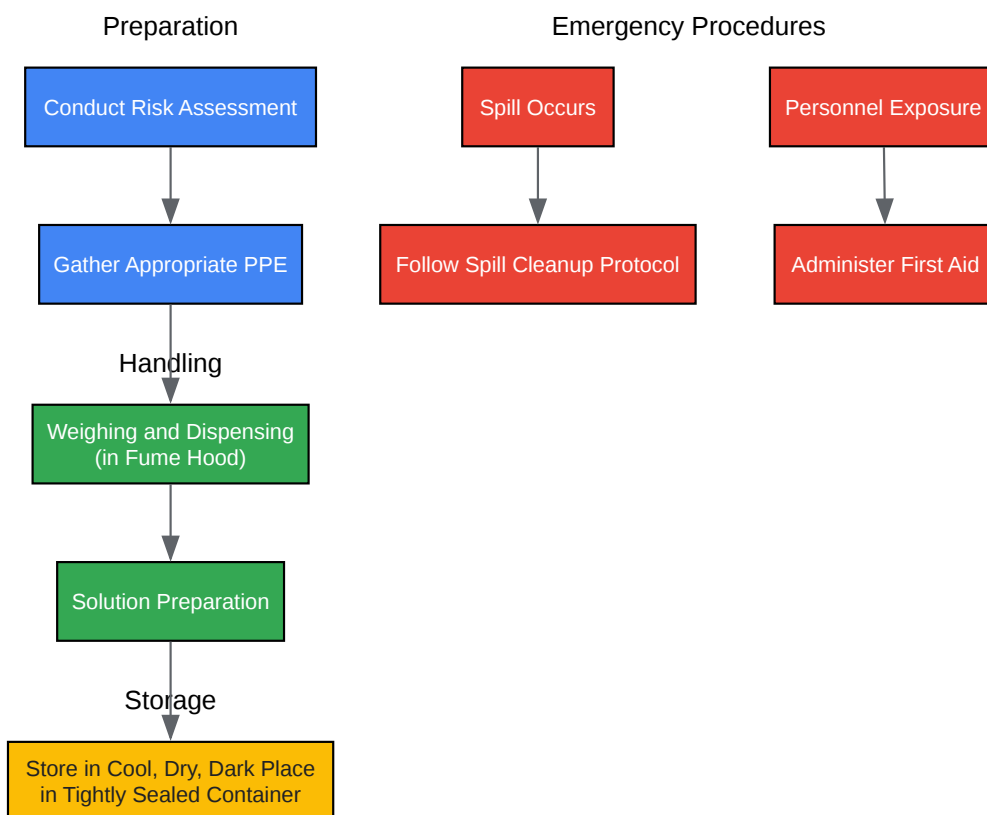 Preparation
Emergency Procedures
Conduct Risk Assessment
Spill Occurs
Personnel Exposure
Gather Appropriate PPE
Follow Spill Cleanup Protocol
Administer First Aid
Handling
Weighing and Dispensing
(in Fume Hood)
Solution Preparation
Storage
Store in Cool, Dry, Dark Place
in Tightly Sealed Container